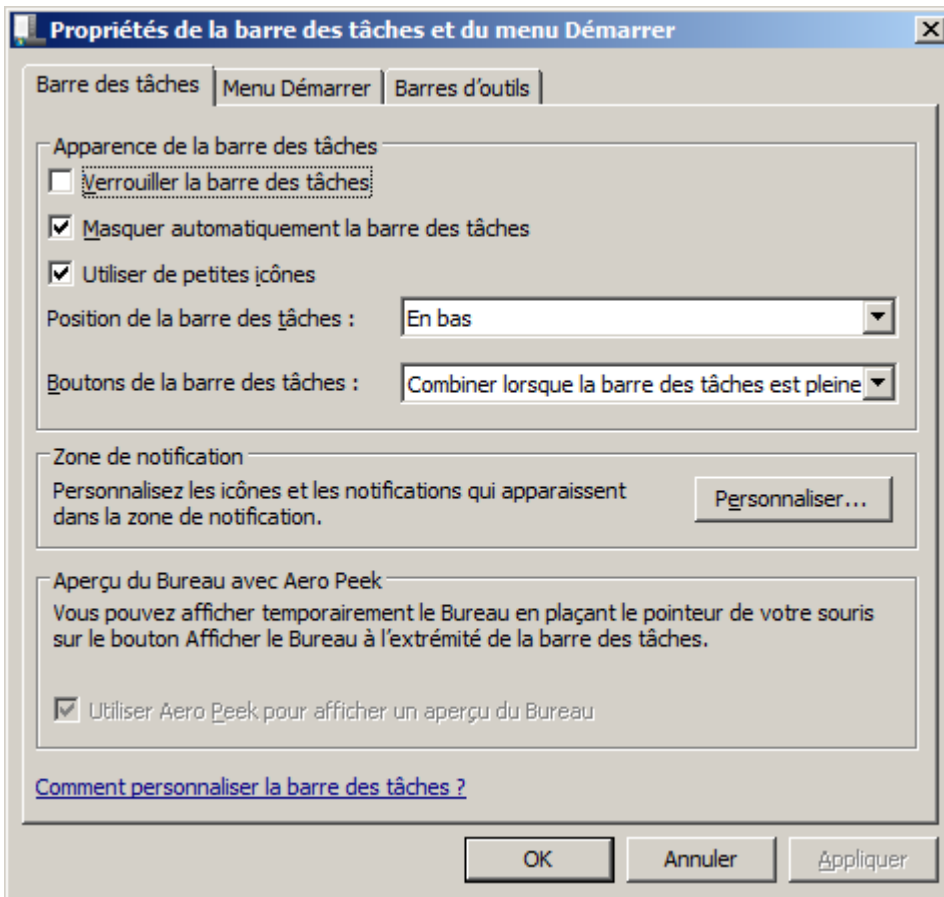 Propriétés de la barre des tâches et du menu Démarrer
Barre des tâches
Menu Démarrer
Barres d'outils
Apparence de la barre des tâches
Verrouiller la barre des tâches
Masquer automatiquement la barre des tâches
Utiliser de petites icônes
Position de la barre des tâches :
En bas
Boutons de la barre des tâches :
Combiner lorsque la barre des tâches est pleine
Zone de notification
Personnalisez les icônes et les notifications qui apparaissent
dans la zone de notification.
Personnaliser...
Aperçu du Bureau avec Aero Peek
Vous pouvez afficher temporairement le Bureau en plaçant le pointeur de votre souris
sur le bouton Afficher le Bureau à l'extrémité de la barre des tâches.
Utiliser Aero Peek pour afficher un aperçu du Bureau
Comment personnaliser la barre des tâches ?
OK
Annuler
Appliquer